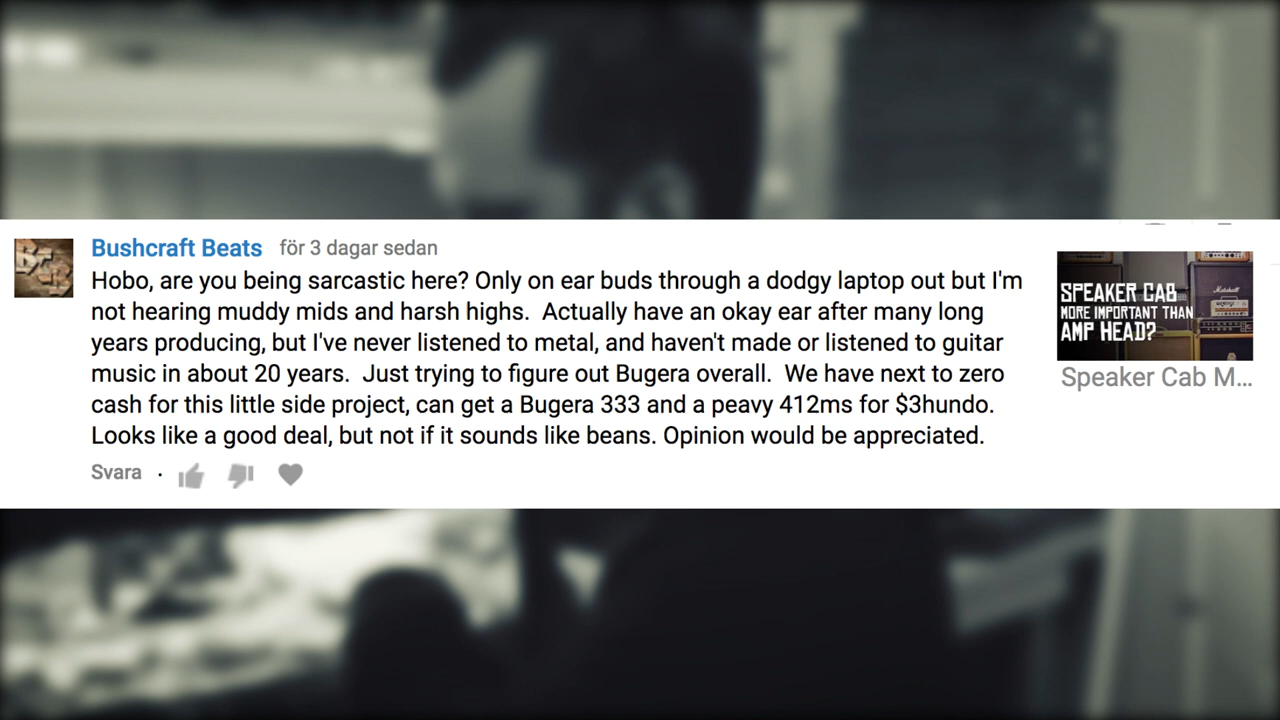 Bushcraft Beats för 3 dagar sedan
Hobo, are you being sarcastic here? Only on ear buds through a dodgy laptop out but I'm
not hearing muddy mids and harsh highs.  Actually have an okay ear after many long
years producing, but I've never listened to metal, and haven't made or listened to guitar
music in about 20 years.  Just trying to figure out Bugera overall.  We have next to zero
cash for this little side project, can get a Bugera 333 and a peavy 412ms for $3hundo.
Looks like a good deal, but not if it sounds like beans. Opinion would be appreciated.
Svara ·
SPEAKER CAB
MORE IMPORTANT THAN
AMP HEAD?
Marshall
Speaker Cab M...